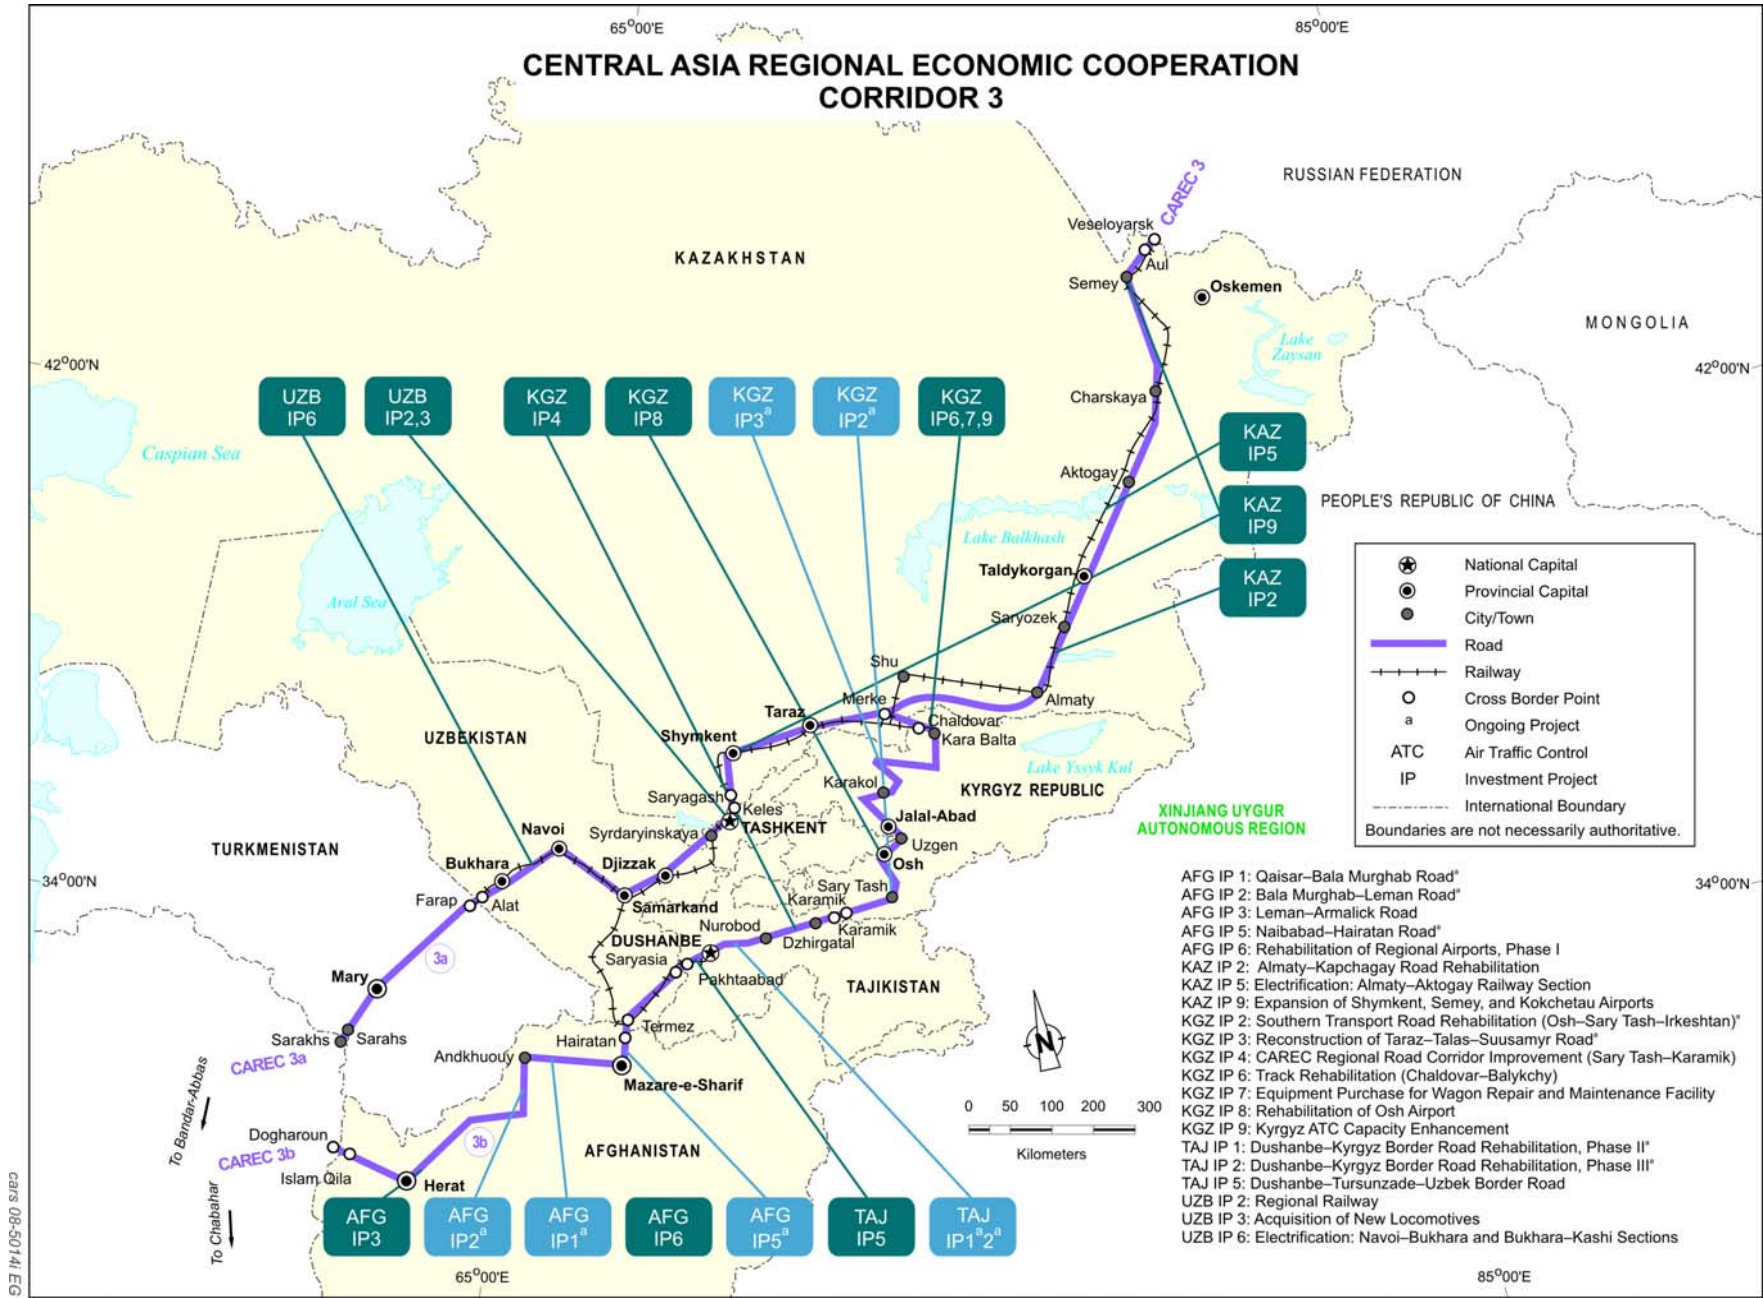 65°00'E
85°00'E
CENTRAL ASIA REGIONAL ECONOMIC COOPERATION
CORRIDOR 3
RUSSIAN FEDERATION
CAREC 3
Veseloyarsk
KAZAKHSTAN
Aul
Semey
Oskemen
MONGOLIA
Lake
Zaysan
42°00'N
42°00'N
UZB
IP6
UZB
IP2,3
KGZ
IP4
KGZ
IP8
KGZ
IP3ª
KGZ
IP2ª
KGZ
IP6,7,9
Charskaya
KAZ
IP5
Caspian Sea
Aktogay
KAZ
IP9
PEOPLE'S REPUBLIC OF CHINA
Lake Balkhash
Taldykorgan
KAZ
IP2
Aral Sea
Saryozek
National Capital
Provincial Capital
City/Town
Road
Railway
Cross Border Point
a Ongoing Project
ATC Air Traffic Control
IP Investment Project
International Boundary
Boundaries are not necessarily authoritative.
Shu
Merke
Almaty
Taraz
Chaldovar
Kara Balta
Shymkent
UZBEKISTAN
Lake Yssyk Kul
Karakol
KYRGYZ REPUBLIC
Saryagash
Keles
XINJIANG UYGUR
AUTONOMOUS REGION
Jalal-Abad
TASHKENT
Syrdaryinskaya
Navoi
Uzgen
TURKMENISTAN
Bukhara
Djizzak
Osh
34°00'N
34°00'N
Farap
Alat
Sary Tash
Karamik
Samarkand
Nurobod
Karamik
DUSHANBE
Dzhirgatal
Saryasia
3a
Pakhtaabad
Mary
TAJIKISTAN
Termez
Sarakhs
Sarahs
Hairatan
CAREC 3a
Andkhuouy
Mazare-e-Sharif
N
To Bandar-Abbas
0 50 100 200 300
Kilometers
Dogharoun
3b
AFGHANISTAN
CAREC 3b
Islam Qila
Herat
To Chabahar
AFG
IP3
AFG
IP2ª
AFG
IP1ª
AFG
IP6
AFG
IP5ª
TAJ
IP5
TAJ
IP1ª2ª
AFG IP 1: Qaisar–Bala Murghab Roadª
AFG IP 2: Bala Murghab–Leman Roadª
AFG IP 3: Leman–Armalick Road
AFG IP 5: Naibabad–Hairatan Roadª
AFG IP 6: Rehabilitation of Regional Airports, Phase I
KAZ IP 2: Almaty–Kapchagay Road Rehabilitation
KAZ IP 5: Electrification: Almaty–Aktogay Railway Section
KAZ IP 9: Expansion of Shymkent, Semey, and Kokchetau Airports
KGZ IP 2: Southern Transport Road Rehabilitation (Osh–Sary Tash–Irkeshtan)ª
KGZ IP 3: Reconstruction of Taraz–Talas–Suusamyr Roadª
KGZ IP 4: CAREC Regional Road Corridor Improvement (Sary Tash–Karamik)
KGZ IP 6: Track Rehabilitation (Chaldovar–Balykchy)
KGZ IP 7: Equipment Purchase for Wagon Repair and Maintenance Facility
KGZ IP 8: Rehabilitation of Osh Airport
KGZ IP 9: Kyrgyz ATC Capacity Enhancement
TAJ IP 1: Dushanbe–Kyrgyz Border Road Rehabilitation, Phase IIª
TAJ IP 2: Dushanbe–Kyrgyz Border Road Rehabilitation, Phase IIIª
TAJ IP 5: Dushanbe–Tursunzade–Uzbek Border Road
UZB IP 2: Regional Railway
UZB IP 3: Acquisition of New Locomotives
UZB IP 6: Electrification: Navoi–Bukhara and Bukhara–Kashi Sections
65°00'E
85°00'E
cars 08-5014i EG